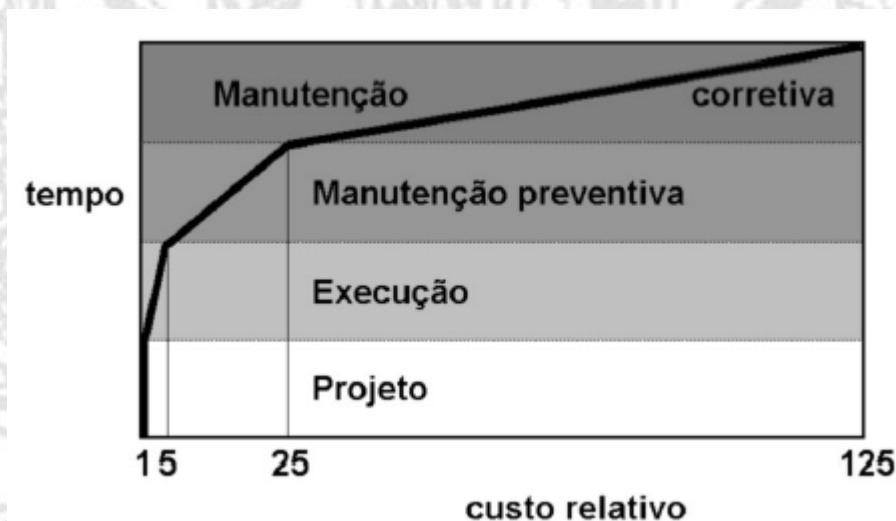 Manutenção corretiva
tempo
Manutenção preventiva
Execução
Projeto
1 5 25 125
custo relativo